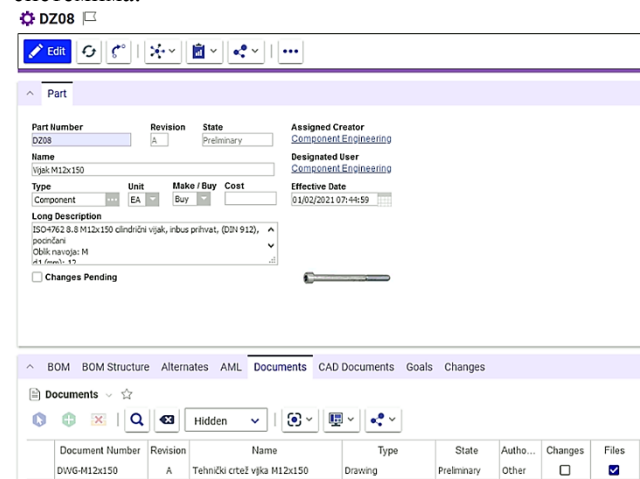 DZ08
Edit
Part
Part Number Revision State Assigned Creator
DZ08 A Preliminary Component Engineering
Name Designated User
Vijak M12x150 Component Engineering
Type Unit Make / Buy Cost Effective Date
Component EA Buy 01/02/2021 07:44:59
Long Description
ISO4762 8.8 M12x150 cilindrični vijak, inbus prihvat, (DIN 912),
pocinčani
Oblik navoja: M
d1 (mm): 12
Changes Pending
BOM BOM Structure Alternates AML Documents CAD Documents Goals Changes
Documents
Hidden
Document Number Revision Name Type State Autho... Changes Files
DWG-M12x150 A Tehnički crtež vijka M12x150 Drawing Preliminary Other